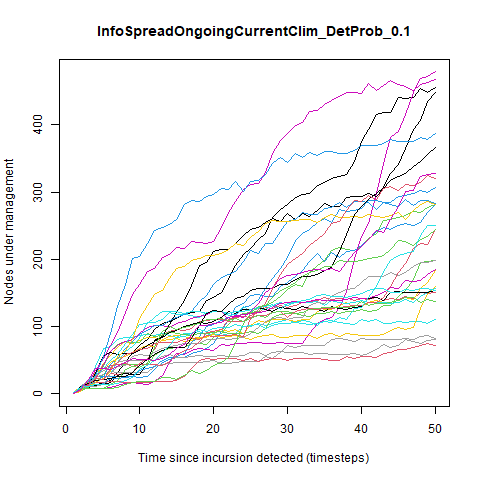 InfoSpreadOngoingCurrentClim_DetProb_0.1
Nodes under management
400
300
200
100
0
0 10 20 30 40 50
Time since incursion detected (timesteps)